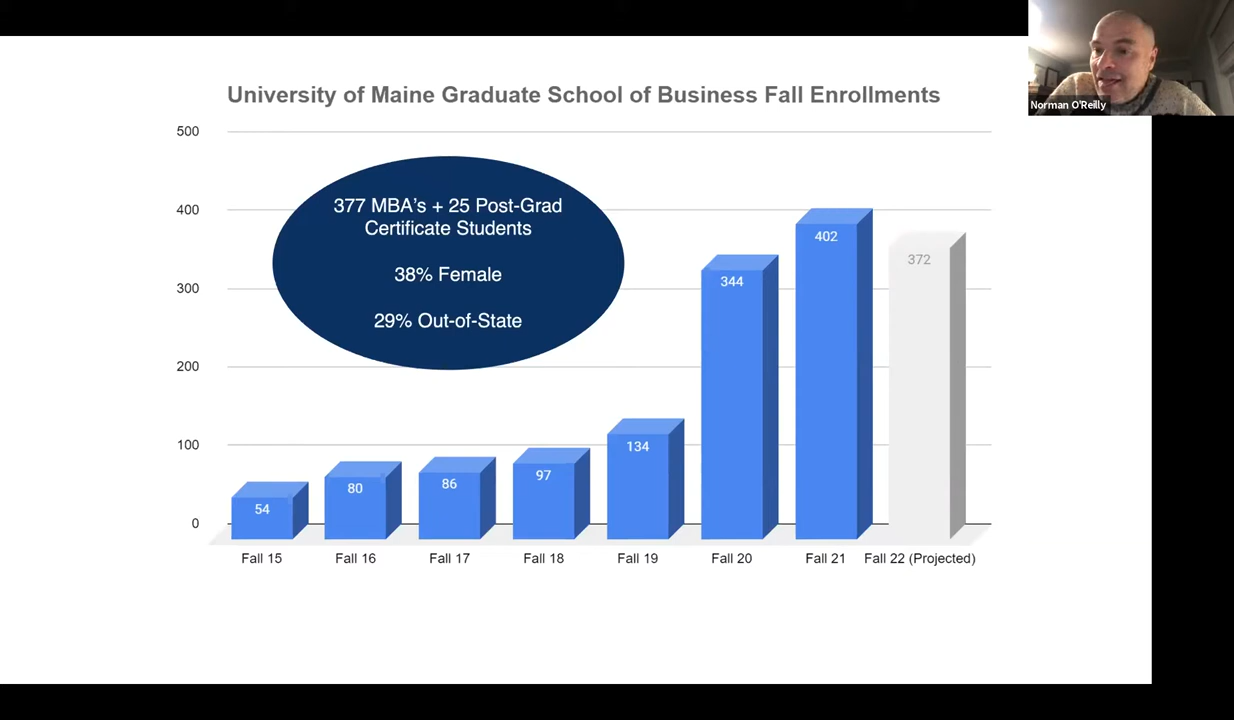 Norman O'Reilly
University of Maine Graduate School of Business Fall Enrollments
500
400
300
200
100
0
377 MBA's + 25 Post-Grad
Certificate Students
38% Female
29% Out-of-State
54
80
86
97
134
344
402
372
Fall 15
Fall 16
Fall 17
Fall 18
Fall 19
Fall 20
Fall 21
Fall 22 (Projected)